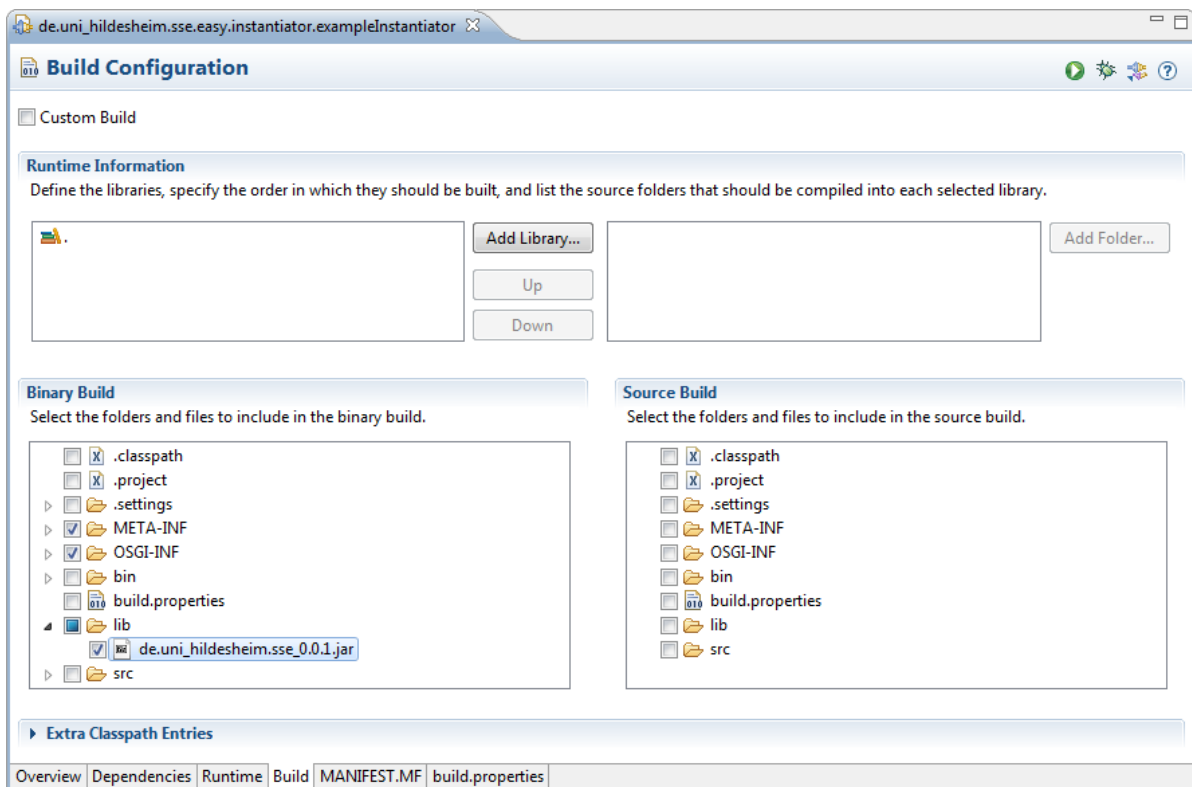 de.uni_hildesheim.sse.easy.instantiator.exampleInstantiator
Build Configuration
Custom Build
Runtime Information
Define the libraries, specify the order in which they should be built, and list the source folders that should be compiled into each selected library.
.
Add Library...
Add Folder...
Up
Down
Binary Build
Select the folders and files to include in the binary build.
.classpath
.project
.settings
META-INF
OSGI-INF
bin
build.properties
lib
de.uni_hildesheim.sse_0.0.1.jar
src
Source Build
Select the folders and files to include in the source build.
.classpath
.project
.settings
META-INF
OSGI-INF
bin
build.properties
lib
src
Extra Classpath Entries
Overview Dependencies Runtime Build MANIFEST.MF build.properties